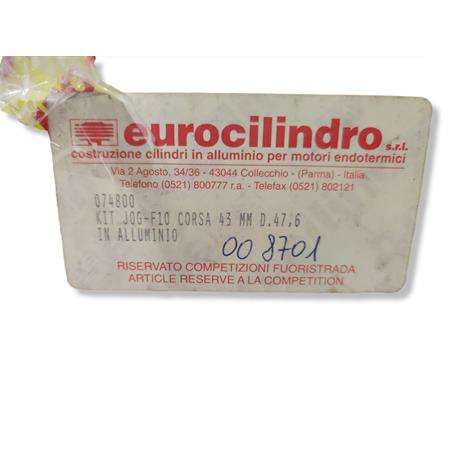 eurocilindro s.r.l.
costruzione cilindri in alluminio per motori endotermici
Via 2 Agosto, 34/36 - 43044 Collecchio - (Parma) - Italia
Telefono (0521) 800777 r.a. - Telefax (0521) 802121
074800
KIT JOG-F10 CORSA 43 MM D.47,6
IN ALLUMINIO
008701
RISERVATO COMPETIZIONI FUORISTRADA
ARTICLE RESERVE A LA COMPETITION